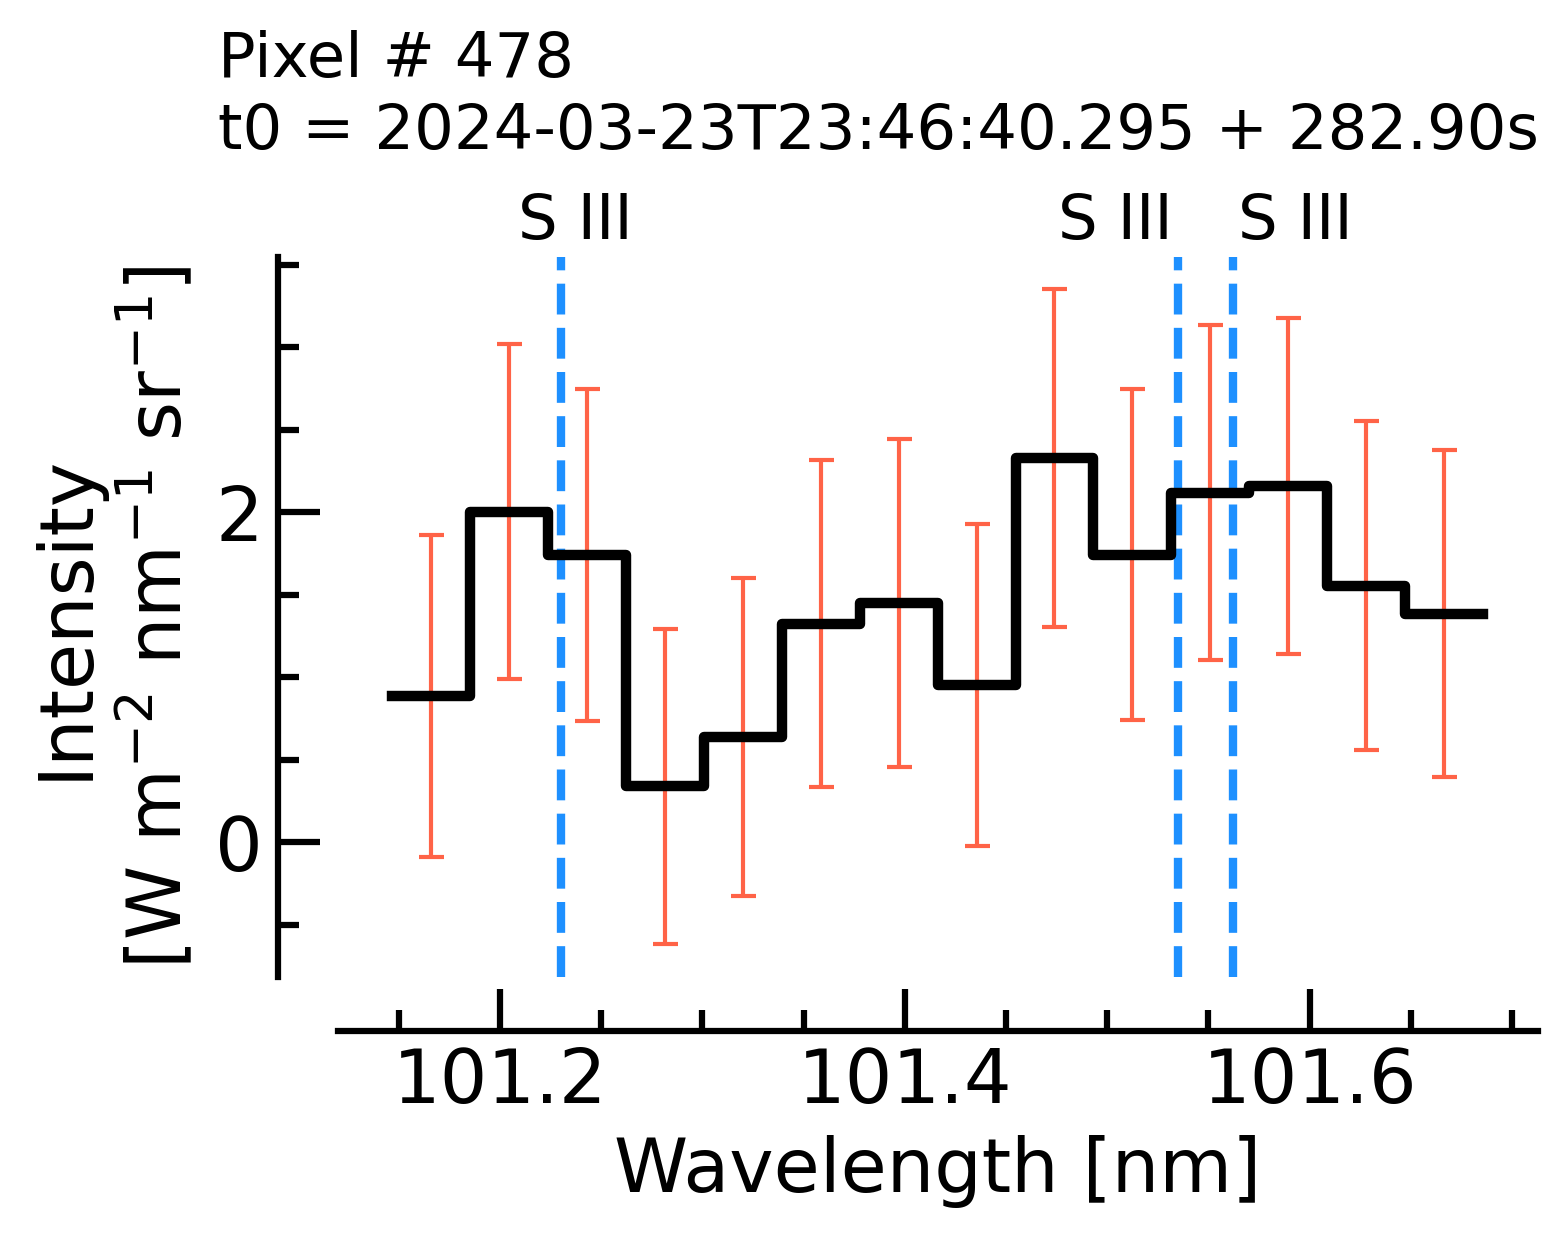 Pixel # 478
t0 = 2024-03-23T23:46:40.295 + 282.90s
S III S III S III
Intensity
[W m⁻² nm⁻¹ sr⁻¹]
2
0
101.2 101.4 101.6
Wavelength [nm]